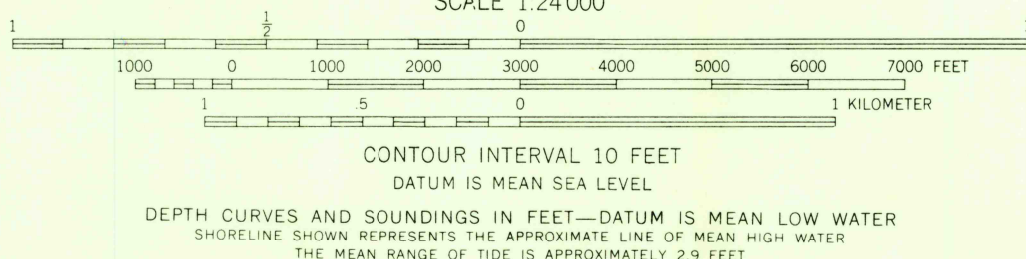 SCALE 1:24 000
1 1/2 0
1000 0 1000 2000 3000 4000 5000 6000 7000 FEET
1 .5 0 1 KILOMETER
CONTOUR INTERVAL 10 FEET
DATUM IS MEAN SEA LEVEL
DEPTH CURVES AND SOUNDINGS IN FEET—DATUM IS MEAN LOW WATER
SHORELINE SHOWN REPRESENTS THE APPROXIMATE LINE OF MEAN HIGH WATER
THE MEAN RANGE OF TIDE IS APPROXIMATELY 2.9 FEET